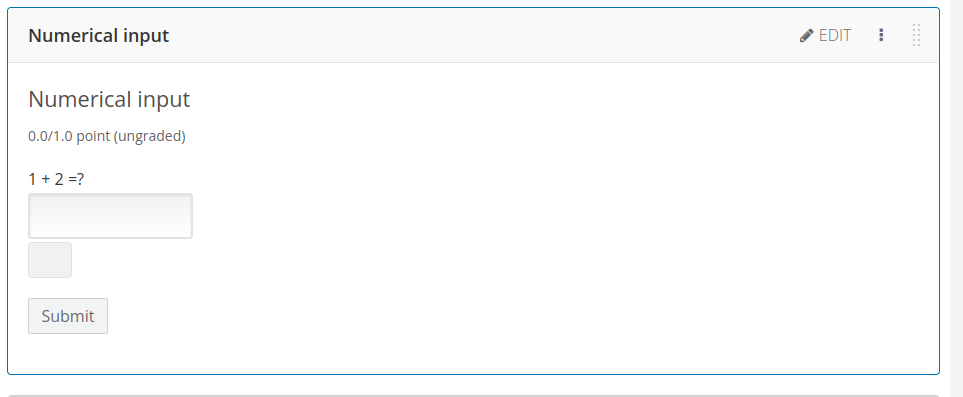 Numerical input
EDIT
Numerical input
0.0/1.0 point (ungraded)
1 + 2 =?
Submit